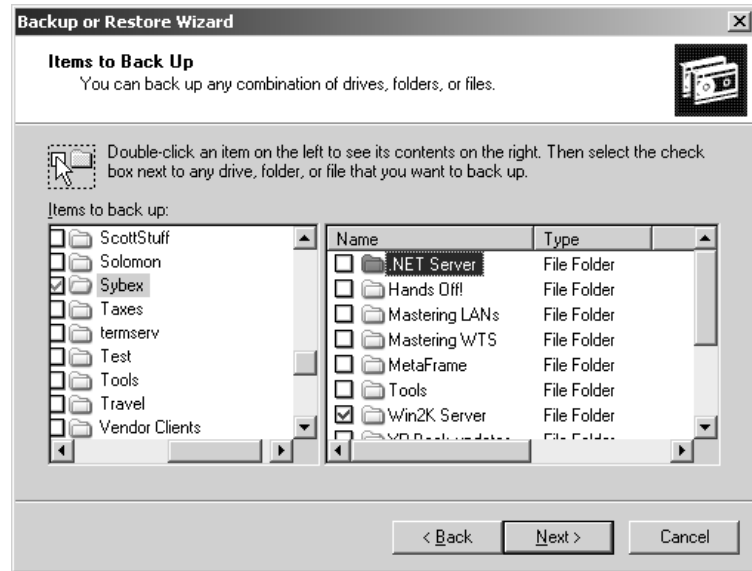 Backup or Restore Wizard
Items to Back Up
You can back up any combination of drives, folders, or files.
Double-click an item on the left to see its contents on the right. Then select the check
box next to any drive, folder, or file that you want to back up.
Items to back up:
ScottStuff
Solomon
Sybex
Taxes
termserv
Test
Tools
Travel
Vendor Clients
Name Type
.NET Server File Folder
Hands Off! File Folder
Mastering LANs File Folder
Mastering WTS File Folder
MetaFrame File Folder
Tools File Folder
Win2K Server File Folder
File Folder
< Back Next > Cancel